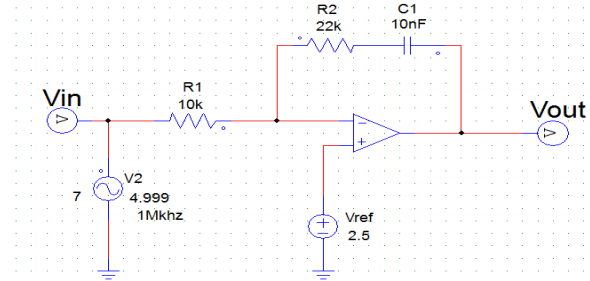 R2
22k
C1
10nF
R1
10k
Vin
Vout
V2
7
4.999
1Mkhz
Vref
2.5